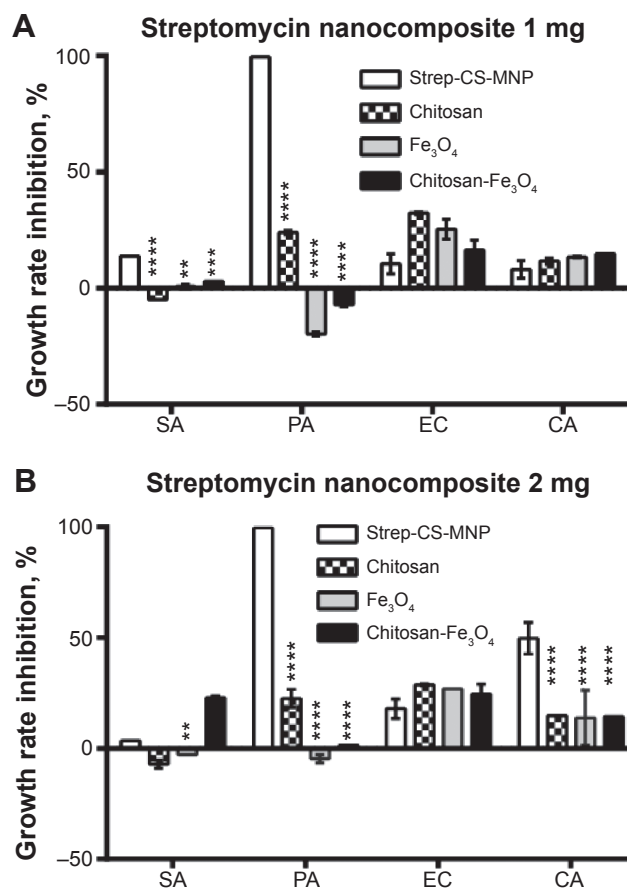 A
Streptomycin nanocomposite 1 mg
Growth rate inhibition, %
100
50
0
–50
Strep-CS-MNP
Chitosan
Fe₃O₄
Chitosan-Fe₃O₄
****
**
***
****
****
****
SA
PA
EC
CA
B
Streptomycin nanocomposite 2 mg
Growth rate inhibition, %
100
50
0
–50
Strep-CS-MNP
Chitosan
Fe₃O₄
Chitosan-Fe₃O₄
**
****
****
****
****
****
****
SA
PA
EC
CA